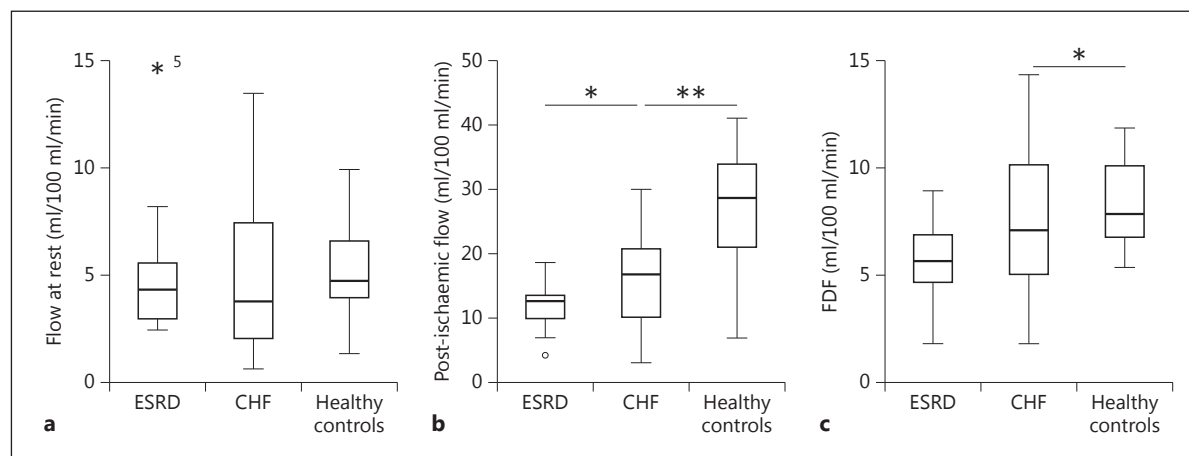 Flow at rest (ml/100 ml/min)
15
10
5
0
* 5
ESRD
CHF
Healthy
controls
a
Post-ischaemic flow (ml/100 ml/min)
50
40
30
20
10
0
*
**
ESRD
CHF
Healthy
controls
b
FDF (ml/100 ml/min)
15
10
5
0
*
ESRD
CHF
Healthy
controls
c